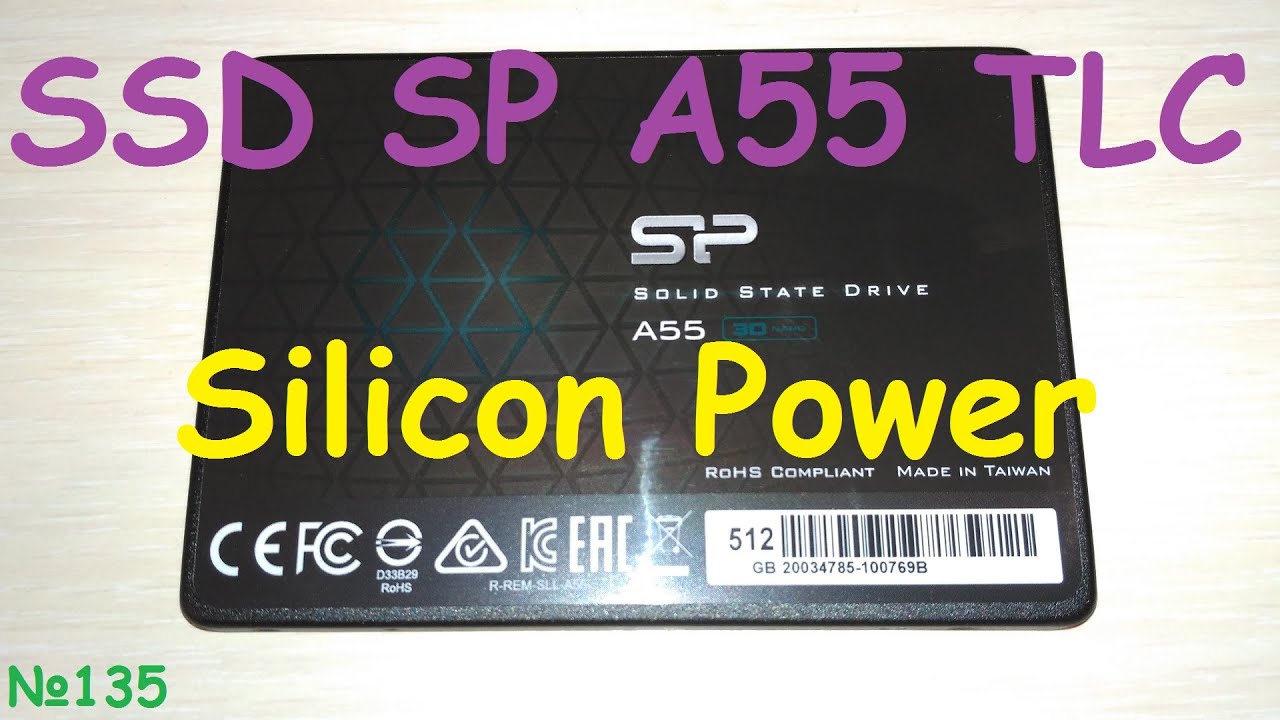 SSD SP A55 TLC
SP
SOLID STATE DRIVE
A55 3D NAND
Silicon Power
RoHS COMPLIANT MADE IN TAIWAN
CE FC D33B29 RoHS R-REM-SLL-A55 EAC
512
GB 20034785-100769B
№135